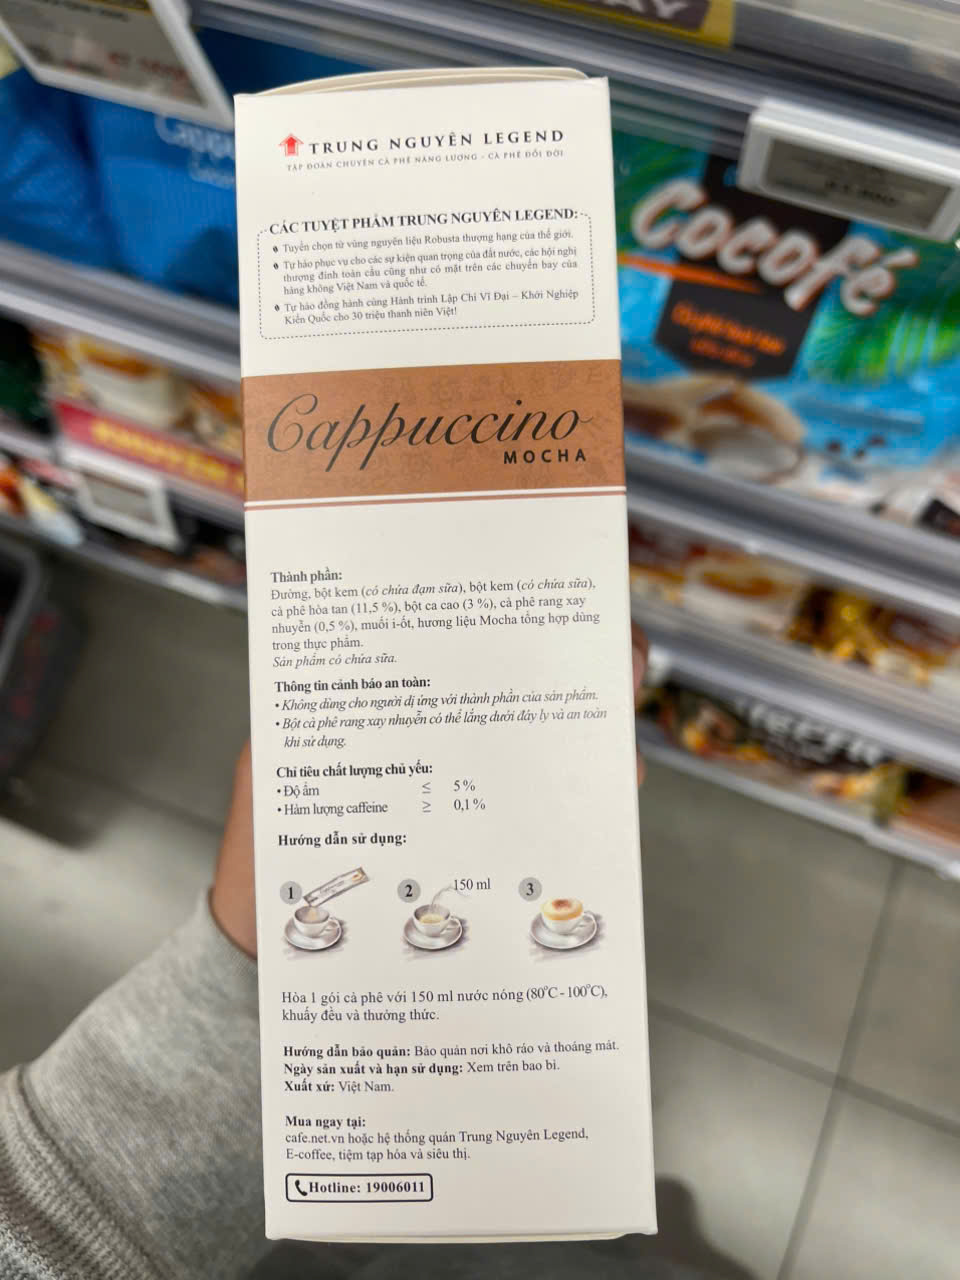 TRUNG NGUYÊN LEGEND
TẬP ĐOÀN CHUYÊN CÀ PHÊ NĂNG LƯỢNG - CÀ PHÊ ĐỔI ĐỜI
CÁC TUYỆT PHẨM TRUNG NGUYÊN LEGEND:
Tuyển chọn từ vùng nguyên liệu Robusta thượng hạng của thế giới.
Tự hào phục vụ cho các sự kiện quan trọng của đất nước, các hội nghị
thượng đỉnh toàn cầu cũng như có mặt trên các chuyến bay của
hàng không Việt Nam và quốc tế.
Tự hào đồng hành cùng Hành trình Lập Chí Vĩ Đại – Khởi Nghiệp
Kiến Quốc cho 30 triệu thanh niên Việt!
Cappuccino
MOCHA
Thành phần:
Đường, bột kem (có chứa đạm sữa), bột kem (có chứa sữa),
cà phê hòa tan (11,5 %), bột ca cao (3 %), cà phê rang xay
nhuyễn (0,5 %), muối i-ốt, hương liệu Mocha tổng hợp dùng
trong thực phẩm.
Sản phẩm có chứa sữa.
Thông tin cảnh báo an toàn:
• Không dùng cho người dị ứng với thành phần của sản phẩm.
• Bột cà phê rang xay nhuyễn có thể lắng dưới đáy ly và an toàn
khi sử dụng.
Chỉ tiêu chất lượng chủ yếu:
• Độ ẩm ≤ 5 %
• Hàm lượng caffeine ≥ 0,1 %
Hướng dẫn sử dụng:
1 2 150 ml 3
Hòa 1 gói cà phê với 150 ml nước nóng (80°C - 100°C),
khuấy đều và thưởng thức.
Hướng dẫn bảo quản: Bảo quản nơi khô ráo và thoáng mát.
Ngày sản xuất và hạn sử dụng: Xem trên bao bì.
Xuất xứ: Việt Nam.
Mua ngay tại:
cafe.net.vn hoặc hệ thống quán Trung Nguyên Legend,
E-coffee, tiệm tạp hóa và siêu thị.
Hotline: 19006011
Cocofé